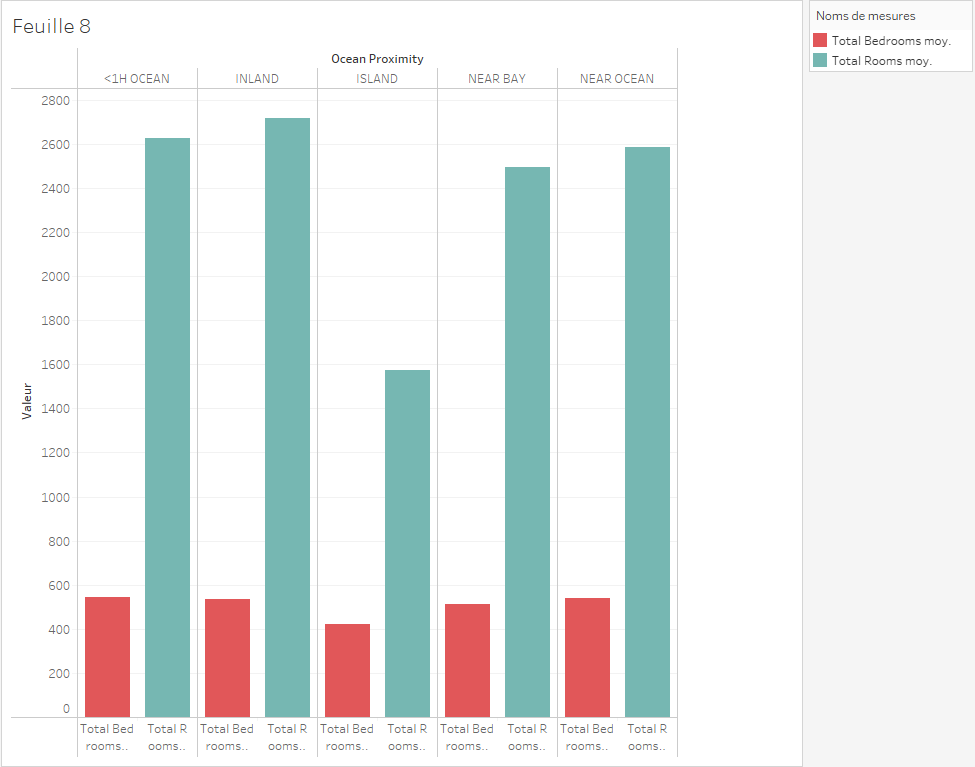 Feuille 8
Noms de mesures
Total Bedrooms moy.
Total Rooms moy.
Ocean Proximity
<1H OCEAN INLAND ISLAND NEAR BAY NEAR OCEAN
2800
2600
2400
2200
2000
1800
1600
1400
1200
1000
800
600
400
200
0
Valeur
Total Bed Total R Total Bed Total R Total Bed Total R Total Bed Total R Total Bed Total R
rooms.. ooms.. rooms.. ooms.. rooms.. ooms.. rooms.. ooms.. rooms.. ooms..